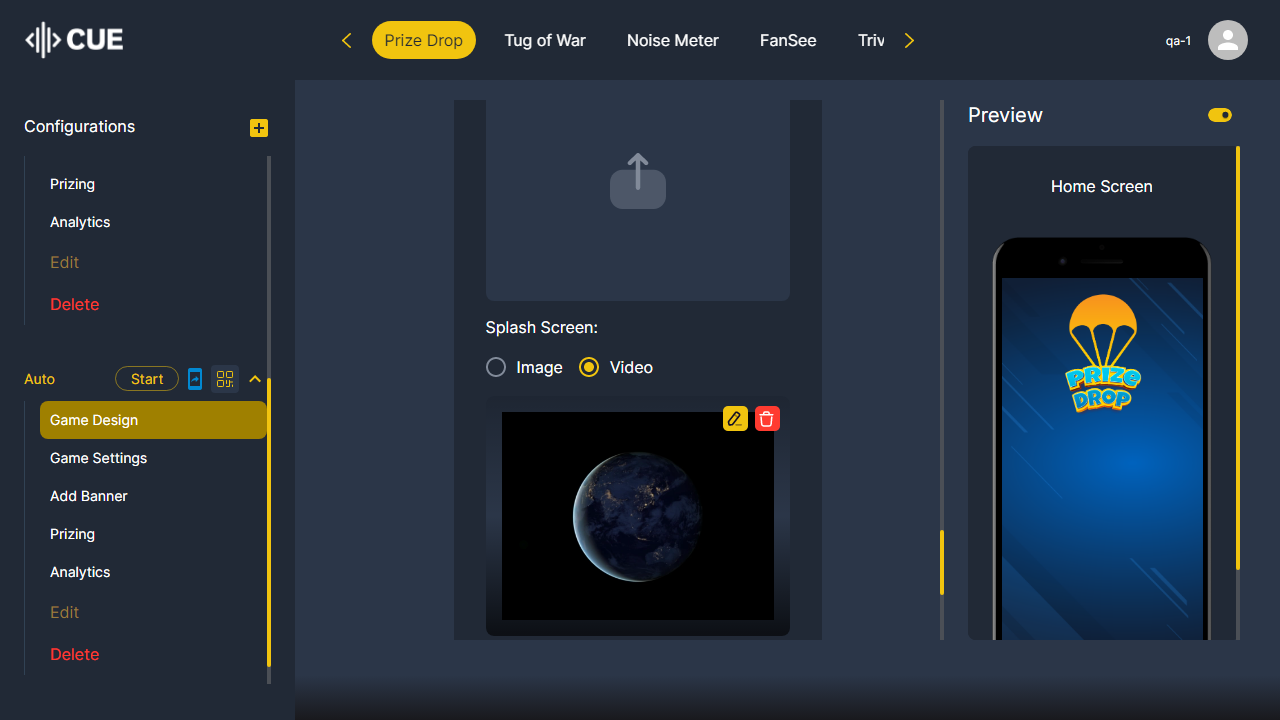 CUE
Prize Drop
Tug of War
Noise Meter
FanSee
Triv
qa-1
Configurations
Prizing
Analytics
Edit
Delete
Auto
Start
Game Design
Game Settings
Add Banner
Prizing
Analytics
Edit
Delete
Splash Screen:
Image
Video
Preview
Home Screen
PRIZE
DROP